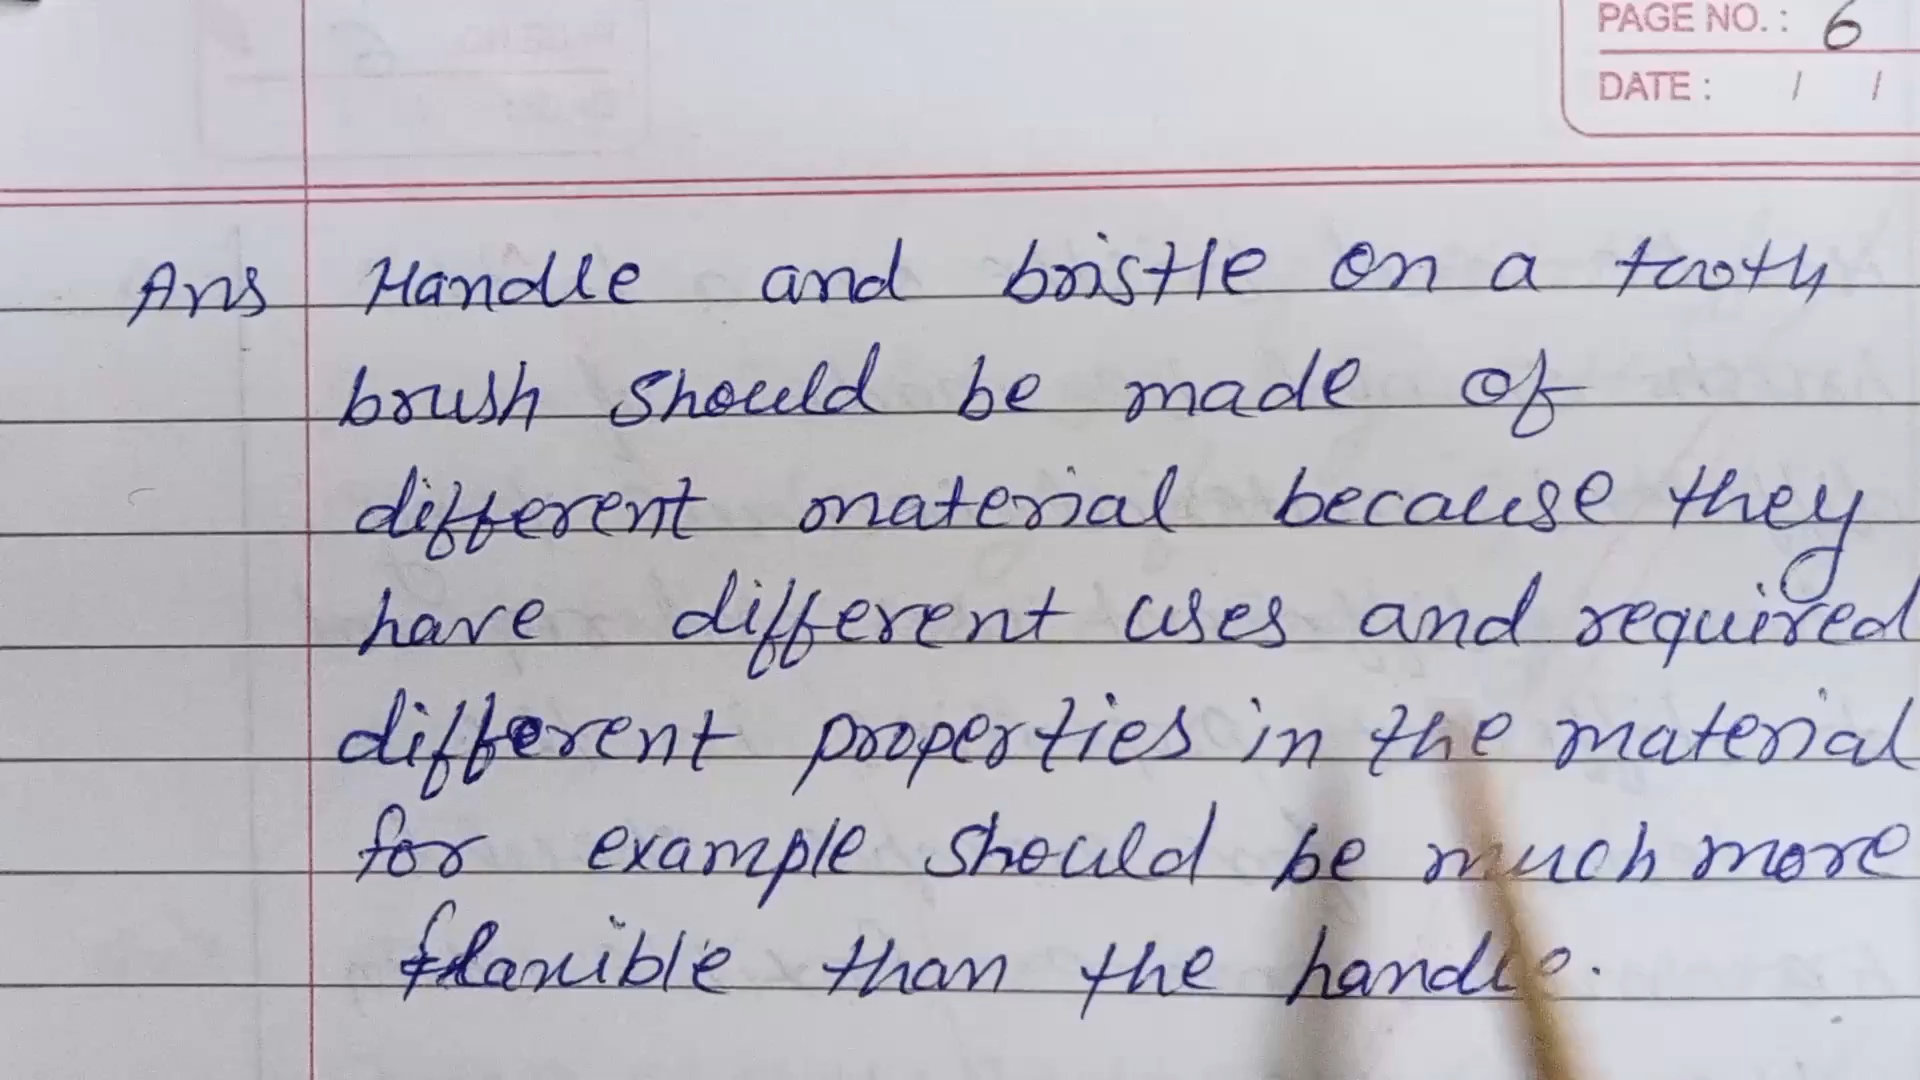 PAGE NO.: 6
DATE: / /
Ans Handle and bristle on a tooth
brush should be made of
different material because they
have different uses and required
different properties in the material
for example should be much more
flaxible than the handle.